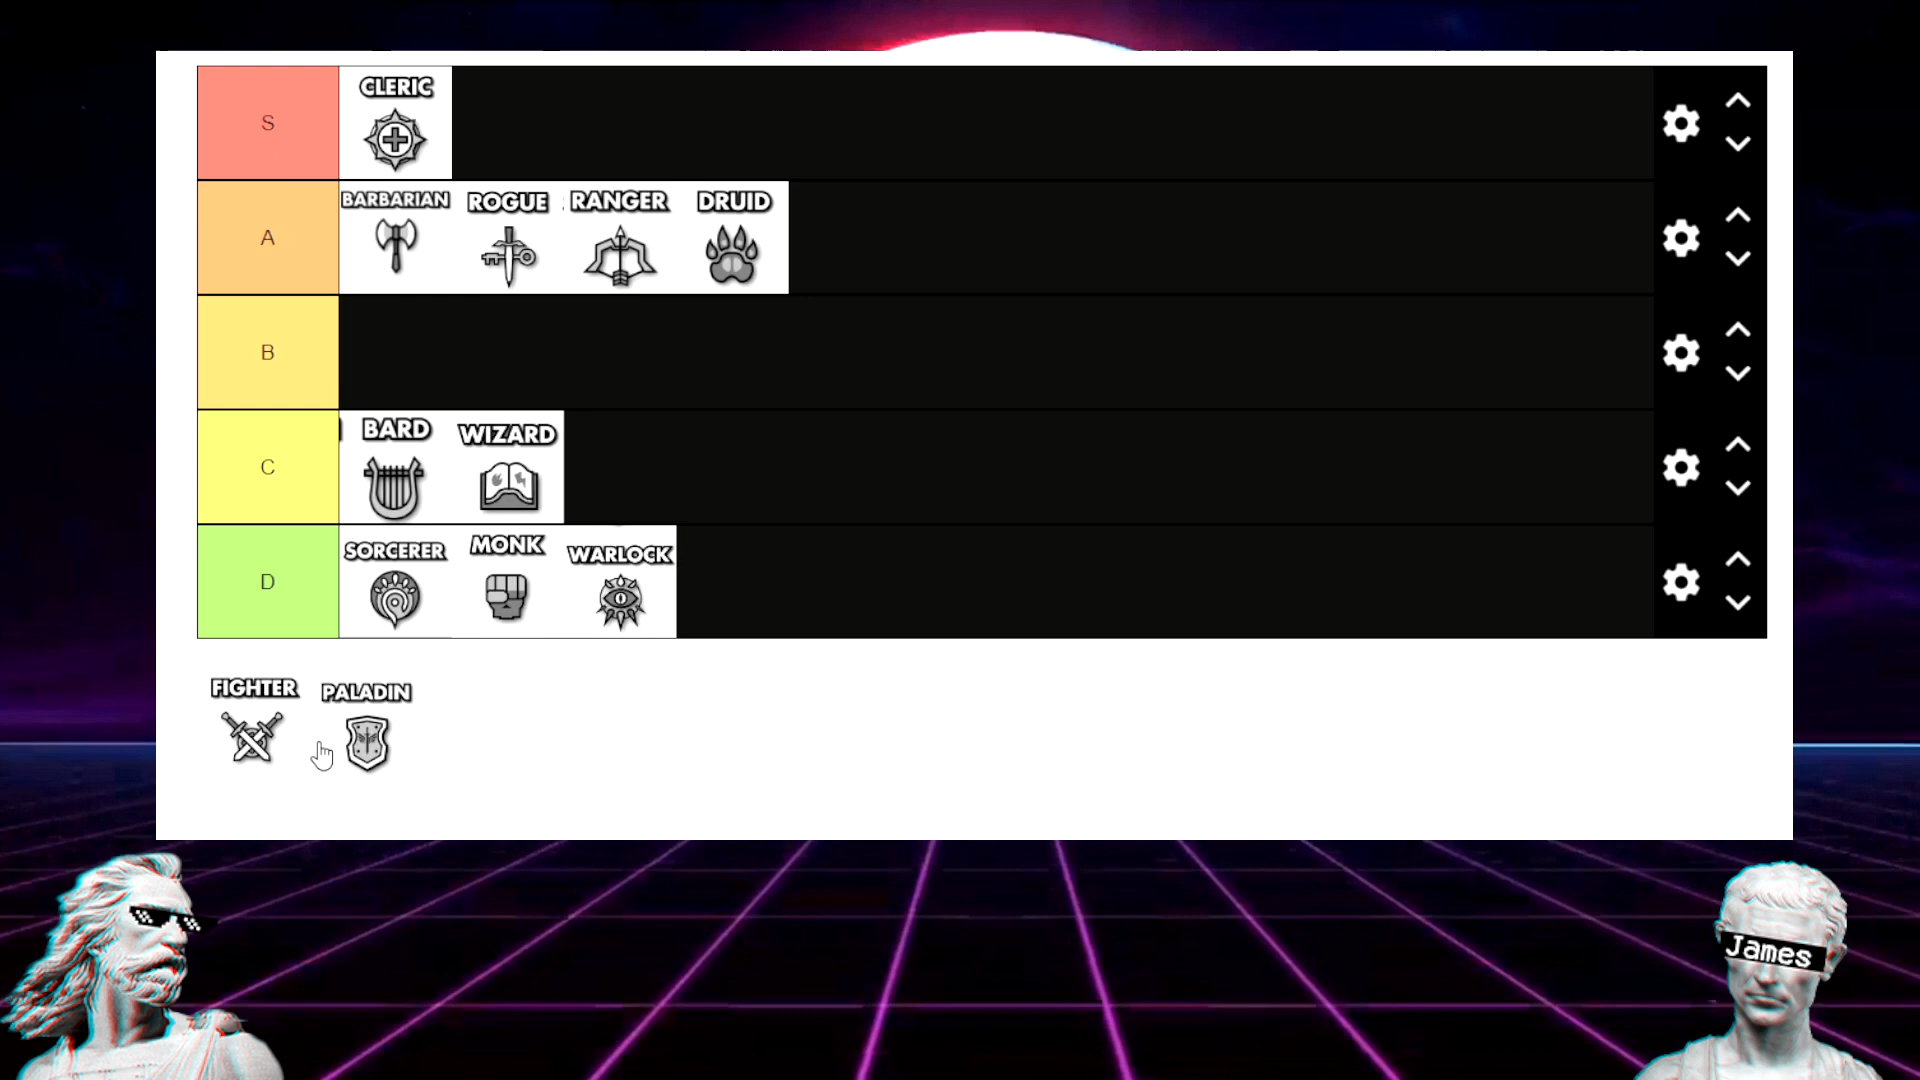 S
CLERIC
A
BARBARIAN
ROGUE
RANGER
DRUID
B
C
BARD
WIZARD
D
SORCERER
MONK
WARLOCK
FIGHTER
PALADIN
James